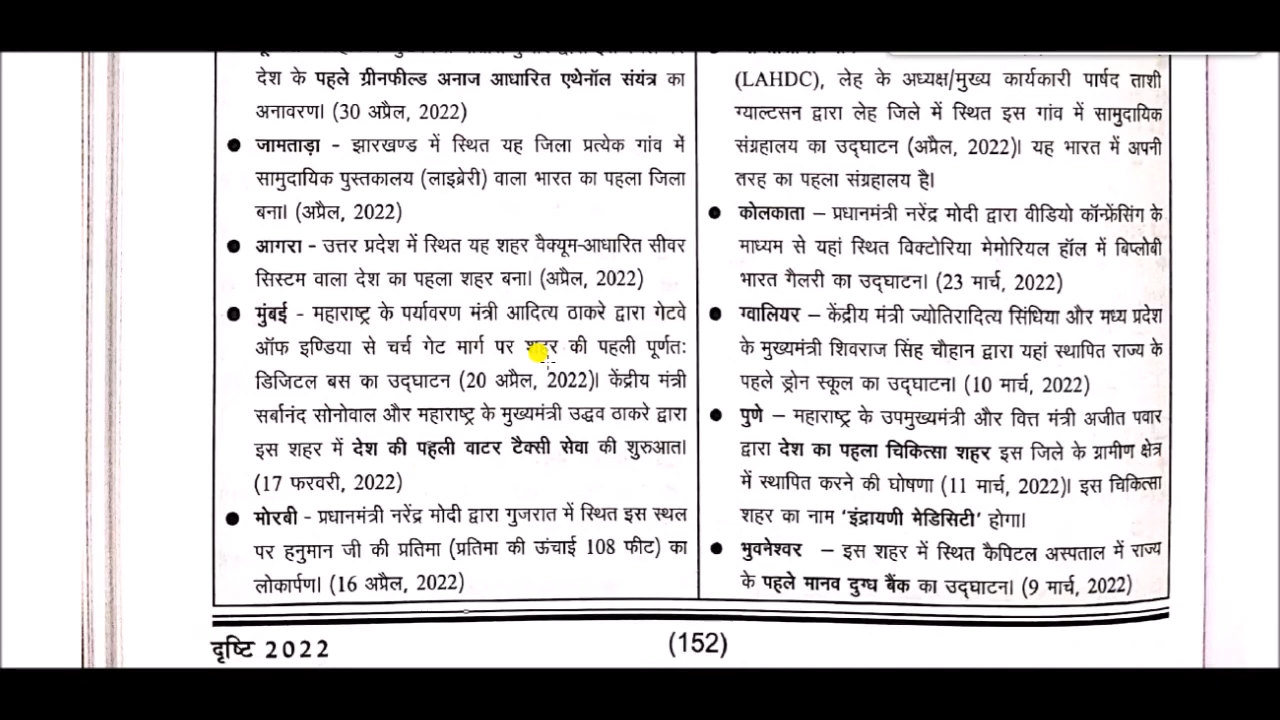 देश के पहले ग्रीनफील्ड अनाज आधारित एथेनॉल संयंत्र का
अनावरण। (30 अप्रैल, 2022)
● जामताड़ा - झारखण्ड में स्थित यह जिला प्रत्येक गांव में
सामुदायिक पुस्तकालय (लाइब्रेरी) वाला भारत का पहला जिला
बना। (अप्रैल, 2022)
● आगरा - उत्तर प्रदेश में स्थित यह शहर वैक्यूम-आधारित सीवर
सिस्टम वाला देश का पहला शहर बना। (अप्रैल, 2022)
● मुंबई - महाराष्ट्र के पर्यावरण मंत्री आदित्य ठाकरे द्वारा गेटवे
ऑफ इण्डिया से चर्च गेट मार्ग पर शहर की पहली पूर्णतः
डिजिटल बस का उद्घाटन (20 अप्रैल, 2022)। केंद्रीय मंत्री
सर्बानंद सोनोवाल और महाराष्ट्र के मुख्यमंत्री उद्धव ठाकरे द्वारा
इस शहर में देश की पहली वाटर टैक्सी सेवा की शुरुआत।
(17 फरवरी, 2022)
● मोरबी - प्रधानमंत्री नरेंद्र मोदी द्वारा गुजरात में स्थित इस स्थल
पर हनुमान जी की प्रतिमा (प्रतिमा की ऊंचाई 108 फीट) का
लोकार्पण। (16 अप्रैल, 2022)
(LAHDC), लेह के अध्यक्ष/मुख्य कार्यकारी पार्षद ताशी
ग्याल्टसन द्वारा लेह जिले में स्थित इस गांव में सामुदायिक
संग्रहालय का उद्घाटन (अप्रैल, 2022)। यह भारत में अपनी
तरह का पहला संग्रहालय है।
● कोलकाता – प्रधानमंत्री नरेंद्र मोदी द्वारा वीडियो कॉन्फ्रेंसिंग के
माध्यम से यहां स्थित विक्टोरिया मेमोरियल हॉल में बिप्लोबी
भारत गैलरी का उद्घाटन। (23 मार्च, 2022)
● ग्वालियर – केंद्रीय मंत्री ज्योतिरादित्य सिंधिया और मध्य प्रदेश
के मुख्यमंत्री शिवराज सिंह चौहान द्वारा यहां स्थापित राज्य के
पहले ड्रोन स्कूल का उद्घाटन। (10 मार्च, 2022)
● पुणे – महाराष्ट्र के उपमुख्यमंत्री और वित्त मंत्री अजीत पवार
द्वारा देश का पहला चिकित्सा शहर इस जिले के ग्रामीण क्षेत्र
में स्थापित करने की घोषणा (11 मार्च, 2022)। इस चिकित्सा
शहर का नाम ‘इंद्रायणी मेडिसिटी’ होगा।
● भुवनेश्वर – इस शहर में स्थित कैपिटल अस्पताल में राज्य
के पहले मानव दुग्ध बैंक का उद्घाटन। (9 मार्च, 2022)
दृष्टि 2022
(152)